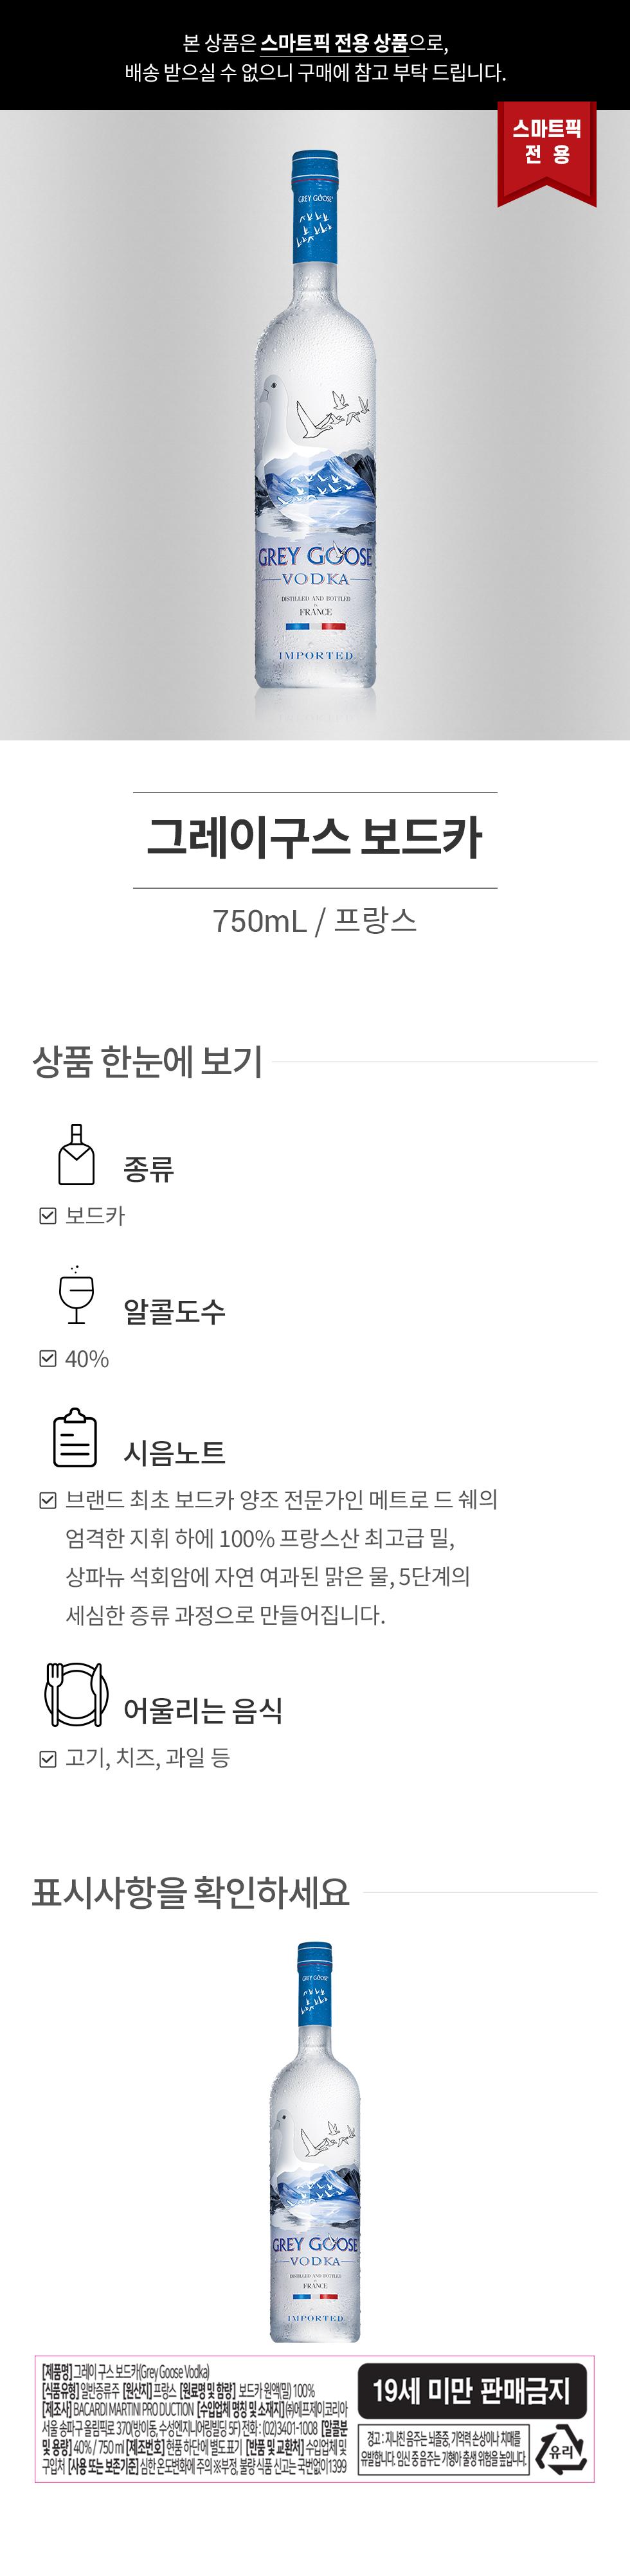 본 상품은 스마트픽 전용 상품으로,
배송 받으실 수 없으니 구매에 참고 부탁 드립니다.
스마트픽
전 용
GREY GOOSE
GREY GOOSE
VODKA
DISTILLED AND BOTTLED
FRANCE
IMPORTED
그레이구스 보드카
750mL / 프랑스
상품 한눈에 보기
종류
보드카
알콜도수
40%
시음노트
브랜드 최초 보드카 양조 전문가인 메트로 드 쉐의
엄격한 지휘 하에 100% 프랑스산 최고급 밀,
상파뉴 석회암에 자연 여과된 맑은 물, 5단계의
세심한 증류 과정으로 만들어집니다.
어울리는 음식
고기, 치즈, 과일 등
표시사항을 확인하세요
GREY GOOSE
GREY GOOSE
VODKA
DISTILLED AND BOTTLED
FRANCE
IMPORTED
[제품명] 그레이 구스 보드카(Grey Goose Vodka)
[식품유형] 일반증류주 [원산지] 프랑스 [원료명 및 함량] 보드카 원액(밀) 100%
[제조사] BACARDI MARTINI PRODUCTION [수입업체 명칭 및 소재지] ㈜에프제이코리아
서울 송파구 올림픽로 370(방이동, 수성엔지니어링빌딩 5F) 전화 : (02)3401-1008 [알콜분
및 용량] 40% / 750 ml [제조번호] 현품 하단에 별도 표기 [반품 및 교환처] 수입업체 및
구입처 [사용 또는 보존기준] 심한 온도변화에 주의 ※부정, 불량 식품 신고는 국번없이1399
19세 미만 판매금지
경고 : 지나친 음주는 뇌졸중, 기억력 손상이나 치매를
유발합니다. 임신 중 음주는 기형아 출생 위험을 높입니다.
유리